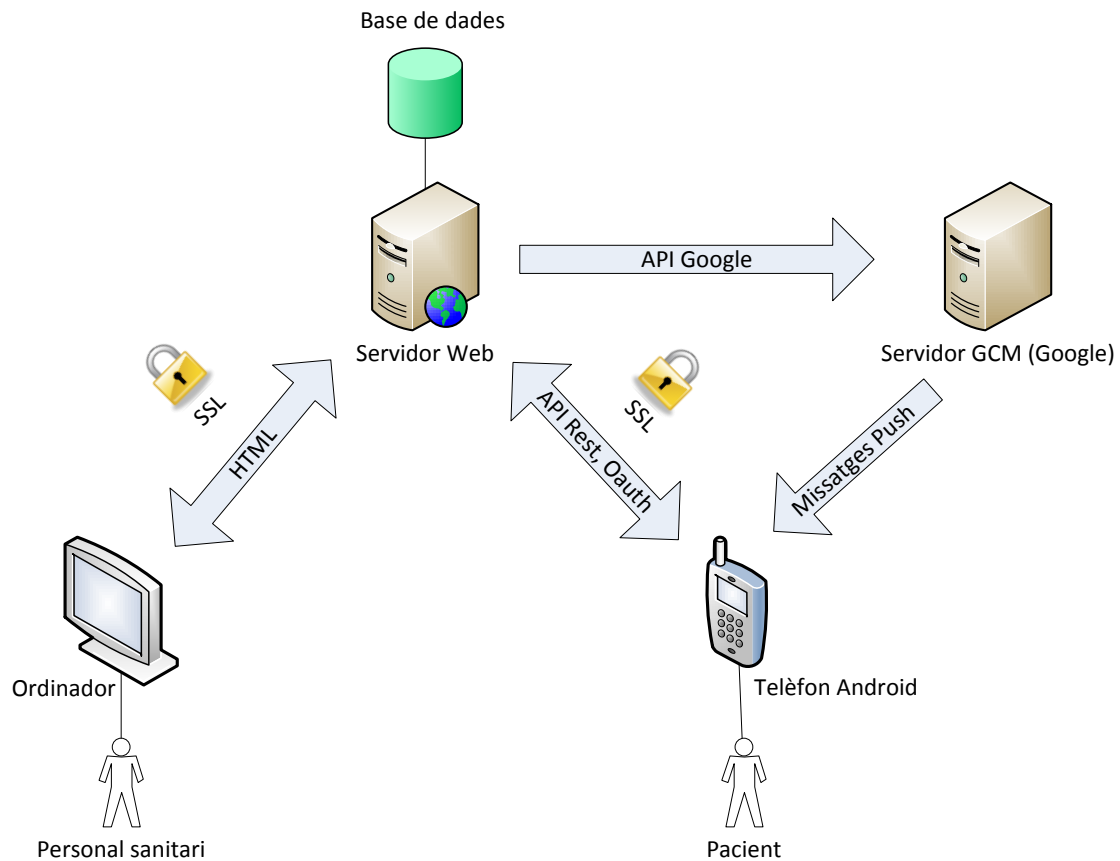 Base de dades
API Google
Servidor Web
Servidor GCM (Google)
SSL
HTML
API Rest, Oauth
SSL
Missatges Push
Ordinador
Telèfon Android
Personal sanitari
Pacient